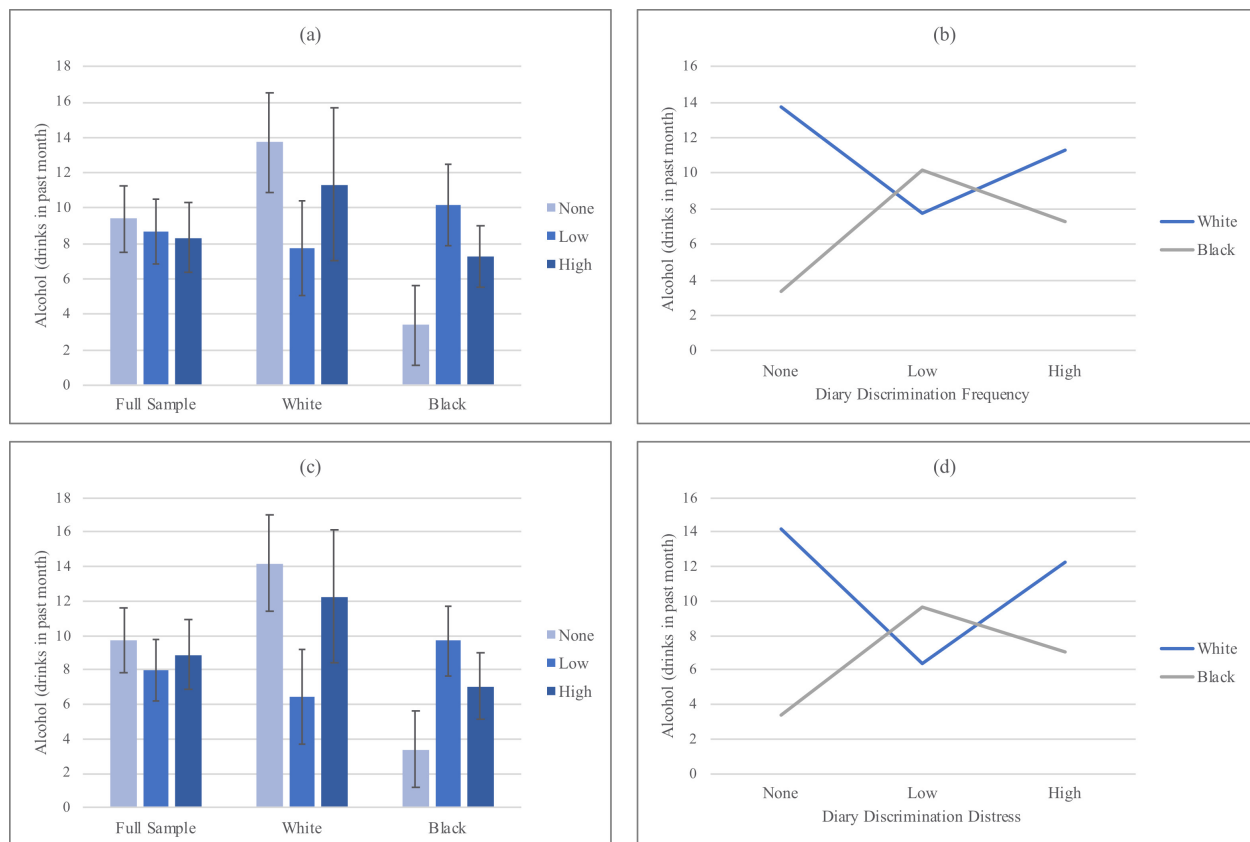 (a)
Alcohol (drinks in past month)
18
16
14
12
10
8
6
4
2
0
Full Sample White Black
None
Low
High
(b)
Alcohol (drinks in past month)
16
14
12
10
8
6
4
2
0
None Low High
Diary Discrimination Frequency
White
Black
(c)
Alcohol (drinks in past month)
18
16
14
12
10
8
6
4
2
0
Full Sample White Black
None
Low
High
(d)
Alcohol (drinks in past month)
16
14
12
10
8
6
4
2
0
None Low High
Diary Discrimination Distress
White
Black